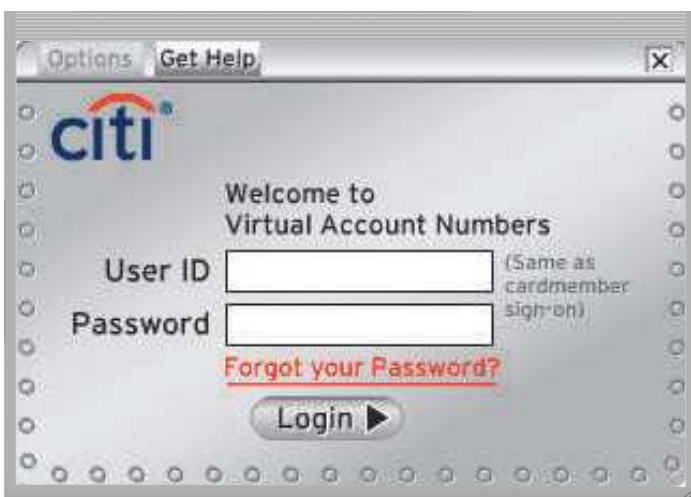 Options Get Help
citi®
Welcome to
Virtual Account Numbers
User ID
(Same as
cardmember
sign-on)
Password
Forgot your Password?
Login